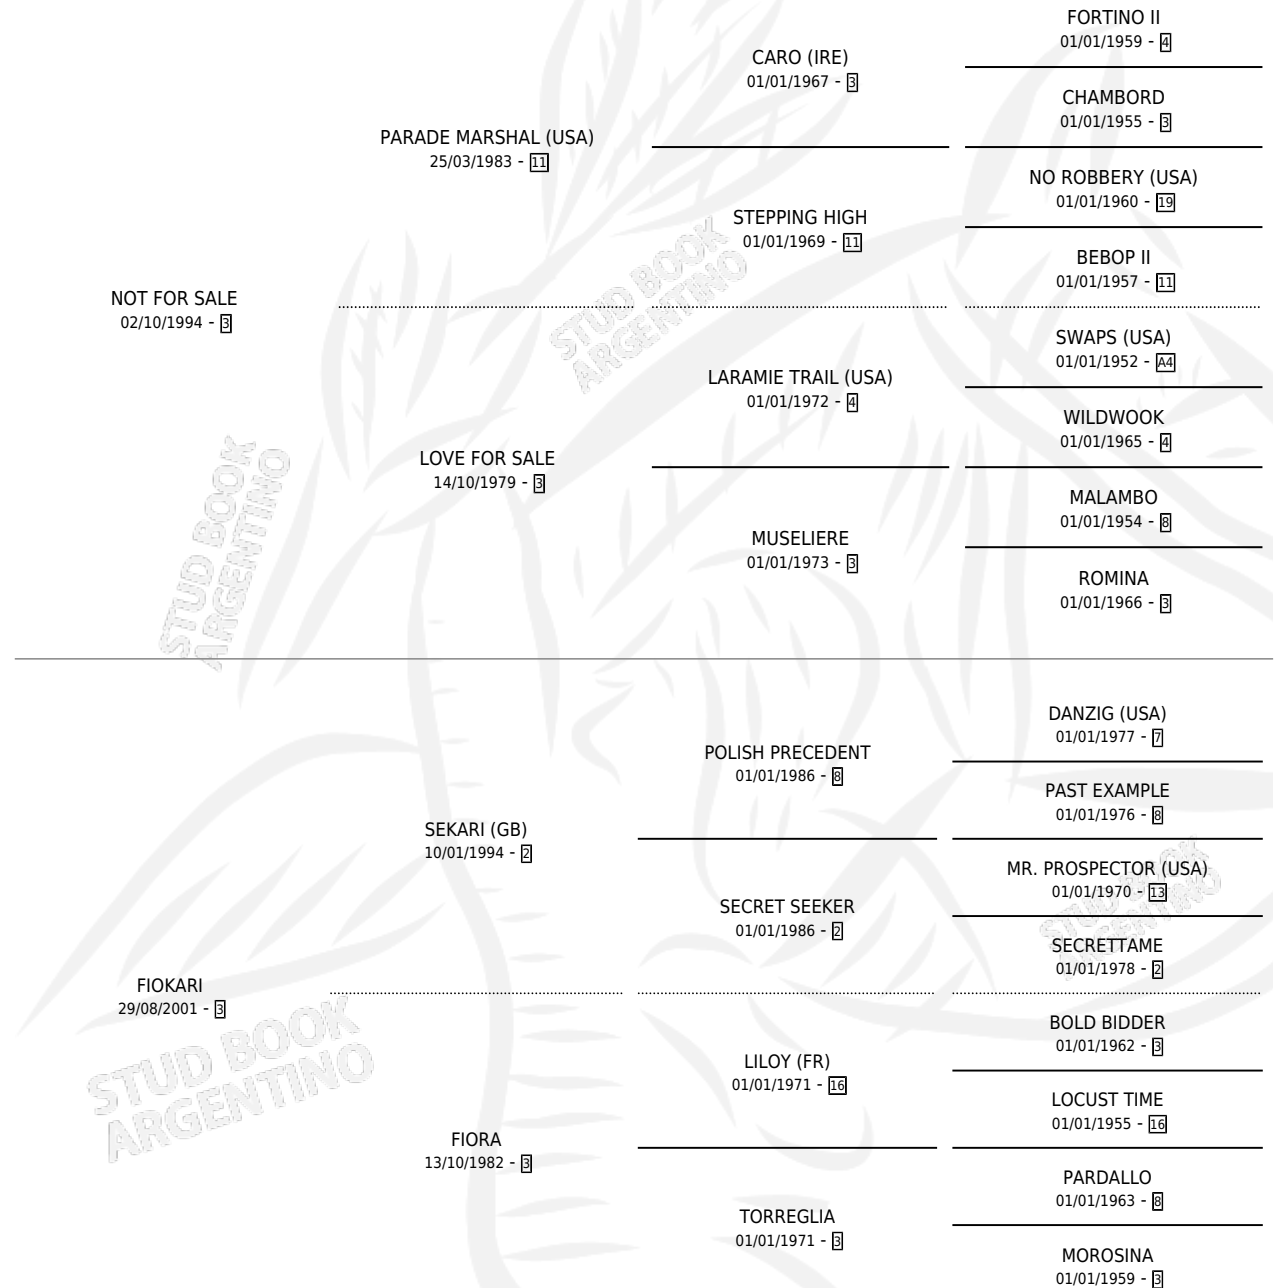 FORTINO II
01/01/1959 - 4
CARO (IRE)
01/01/1967 - 3
CHAMBORD
01/01/1955 - 3
PARADE MARSHAL (USA)
25/03/1983 - 11
NO ROBBERY (USA)
01/01/1960 - 19
STEPPING HIGH
01/01/1969 - 11
BEBOP II
01/01/1957 - 11
NOT FOR SALE
02/10/1994 - 3
STUD BOOK
ARGENTINO
SWAPS (USA)
01/01/1952 - A4
LARAMIE TRAIL (USA)
01/01/1972 - 4
WILDWOOK
01/01/1965 - 4
LOVE FOR SALE
14/10/1979 - 3
MALAMBO
01/01/1954 - 8
MUSELIERE
01/01/1973 - 3
ROMINA
01/01/1966 - 3
STUD BOOK
ARGENTINO
DANZIG (USA)
01/01/1977 - 7
POLISH PRECEDENT
01/01/1986 - 8
PAST EXAMPLE
01/01/1976 - 8
SEKARI (GB)
10/01/1994 - 2
MR. PROSPECTOR (USA)
01/01/1970 - 13
SECRET SEEKER
01/01/1986 - 2
STUD BOOK
ARGENTINO
SECRETTAME
01/01/1978 - 2
FIOKARI
29/08/2001 - 3
BOLD BIDDER
01/01/1962 - 3
LILOY (FR)
01/01/1971 - 16
STUD BOOK
ARGENTINO
LOCUST TIME
01/01/1955 - 16
FIORA
13/10/1982 - 3
PARDALLO
01/01/1963 - 8
TORREGLIA
01/01/1971 - 3
MOROSINA
01/01/1959 - 3